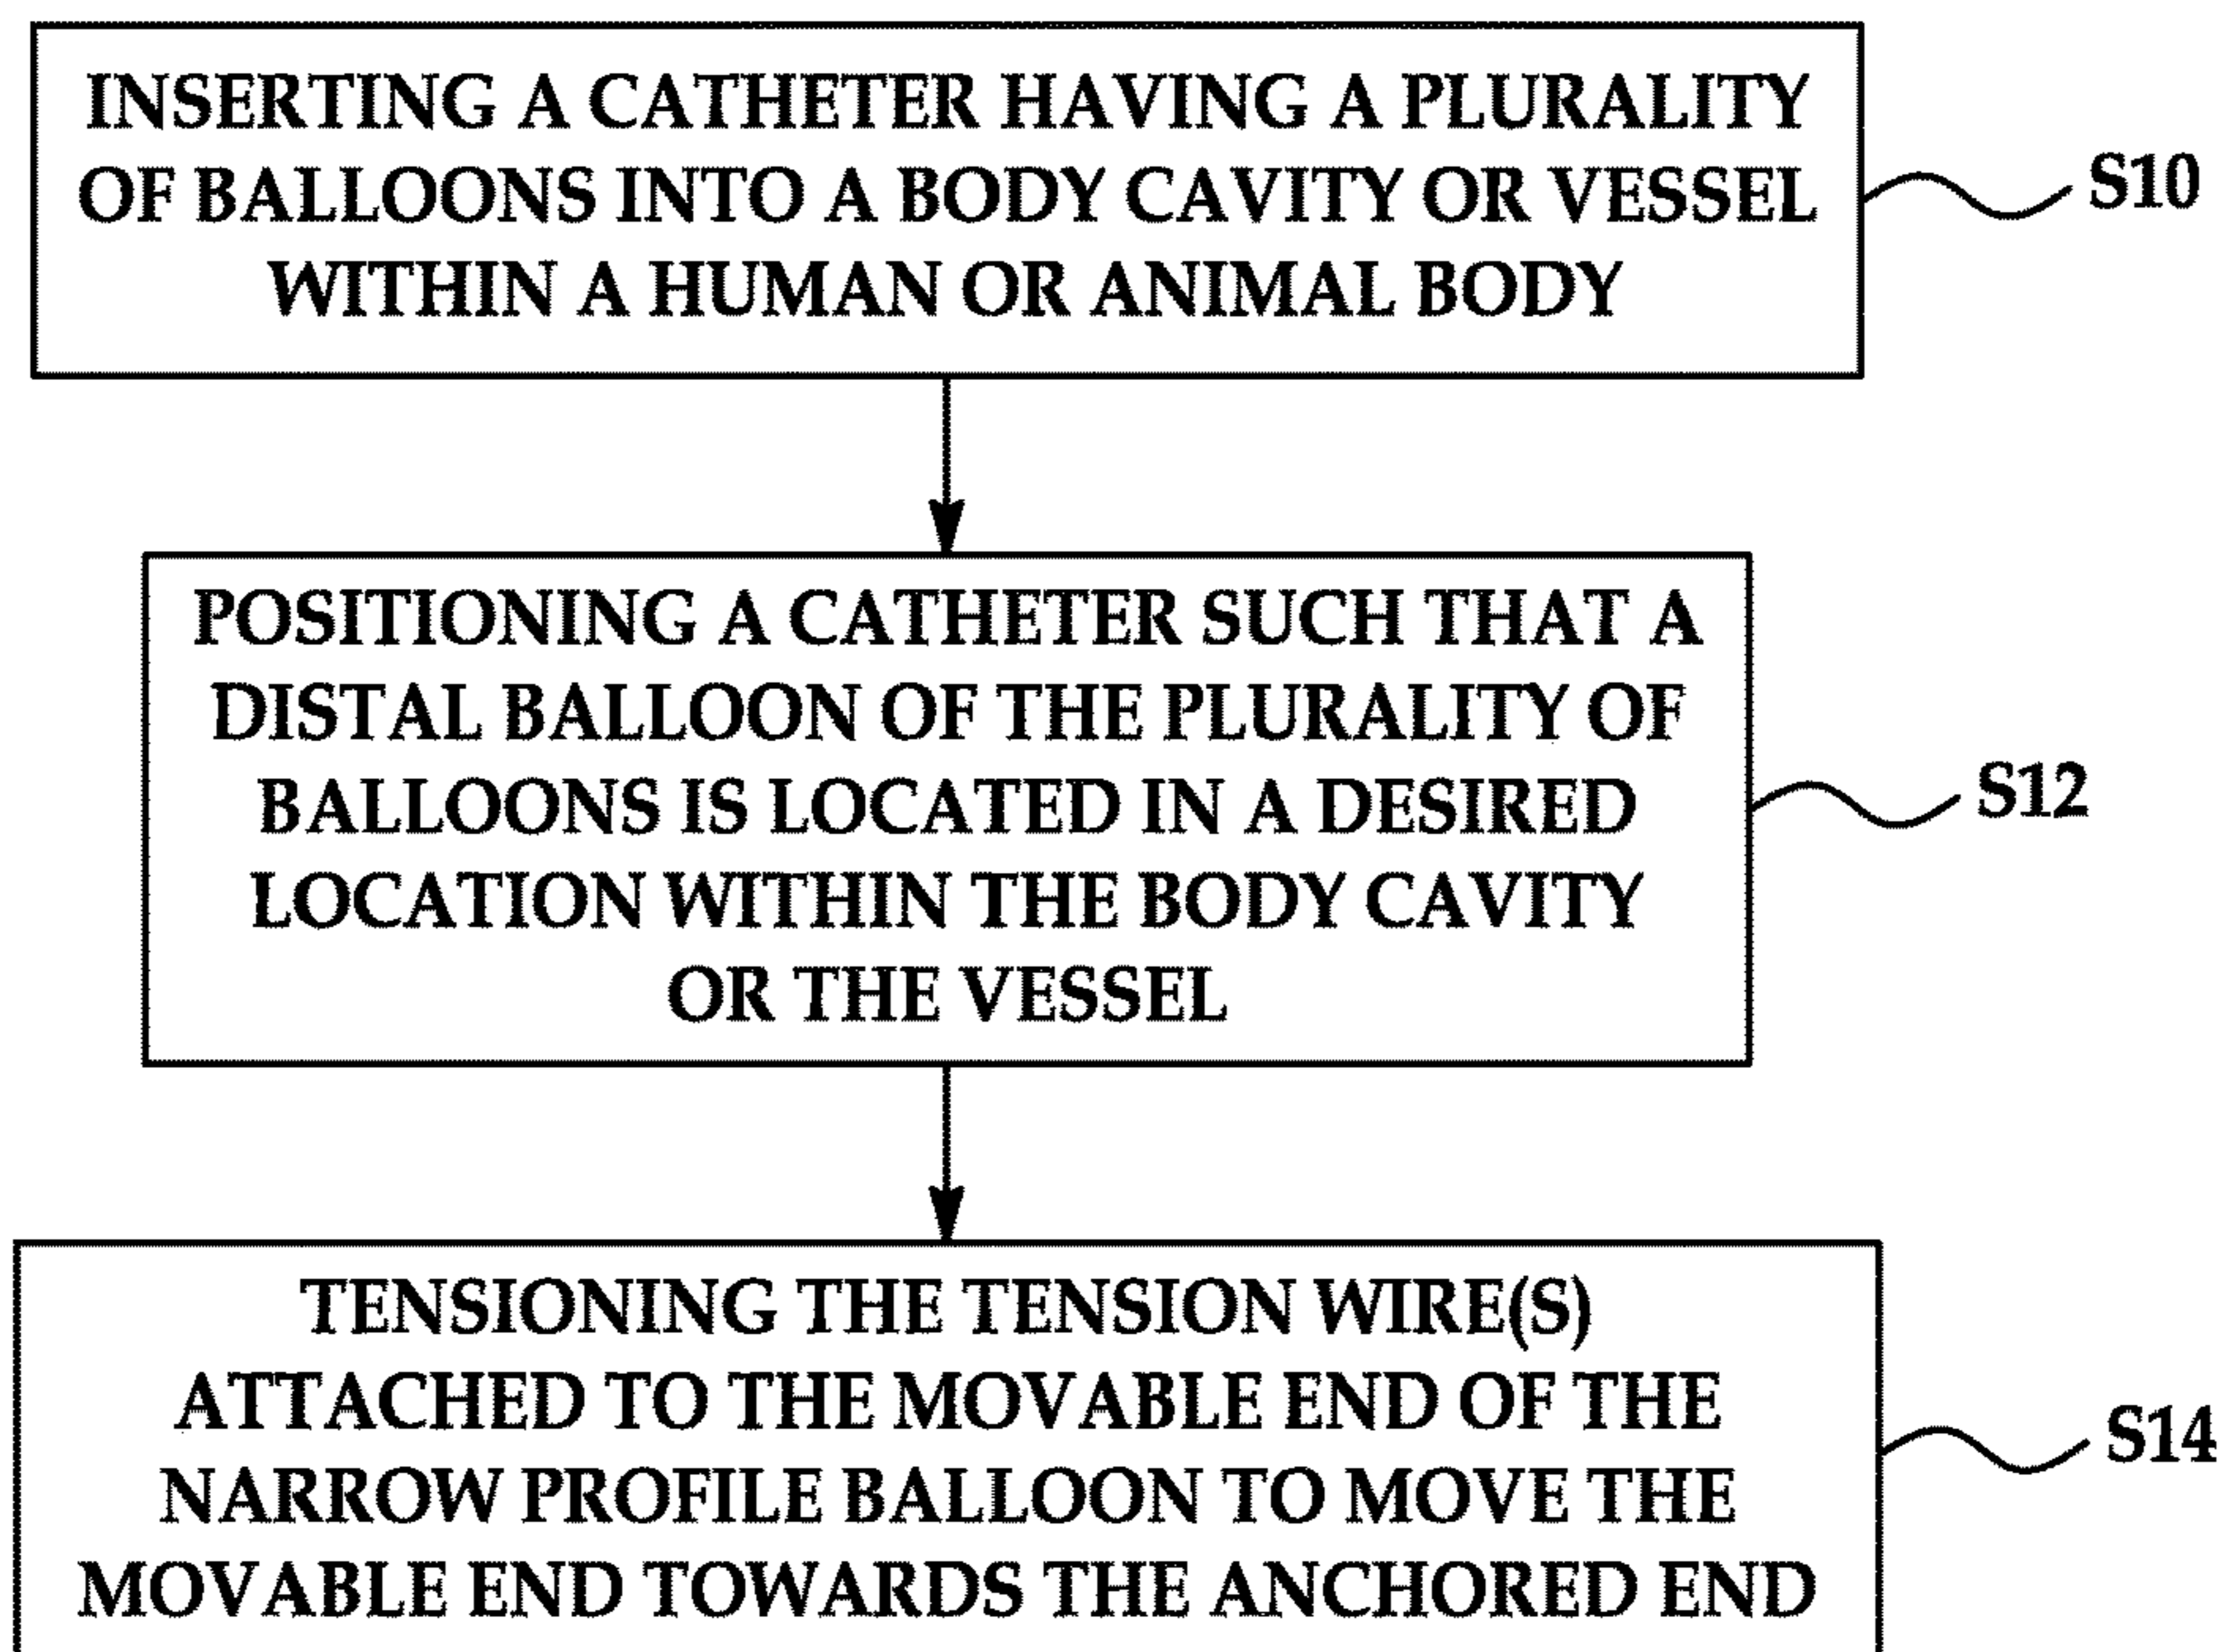 INSERTING A CATHETER HAVING A PLURALITY
OF BALLOONS INTO A BODY CAVITY OR VESSEL
WITHIN A HUMAN OR ANIMAL BODY
S10
POSITIONING A CATHETER SUCH THAT A
DISTAL BALLOON OF THE PLURALITY OF
BALLOONS IS LOCATED IN A DESIRED
LOCATION WITHIN THE BODY CAVITY
OR THE VESSEL
S12
TENSIONING THE TENSION WIRE(S)
ATTACHED TO THE MOVABLE END OF THE
NARROW PROFILE BALLOON TO MOVE THE
MOVABLE END TOWARDS THE ANCHORED END
S14